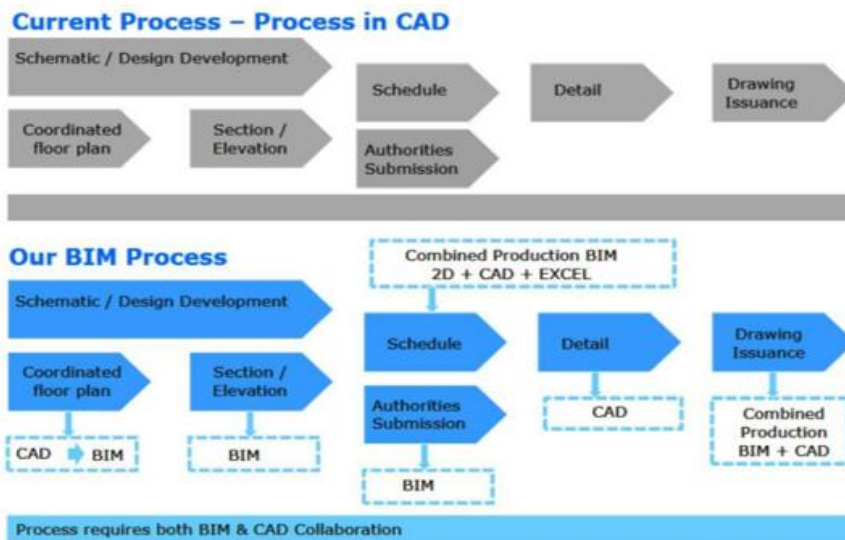 Current Process – Process in CAD
Schematic / Design Development
Schedule
Detail
Drawing
Issuance
Coordinated
floor plan
Section /
Elevation
Authorities
Submission
Our BIM Process
Combined Production BIM
2D + CAD + EXCEL
Schematic / Design Development
Schedule
Detail
Drawing
Issuance
Coordinated
floor plan
Section /
Elevation
Authorities
Submission
CAD BIM
BIM
BIM
CAD
Combined
Production
BIM + CAD
Process requires both BIM & CAD Collaboration